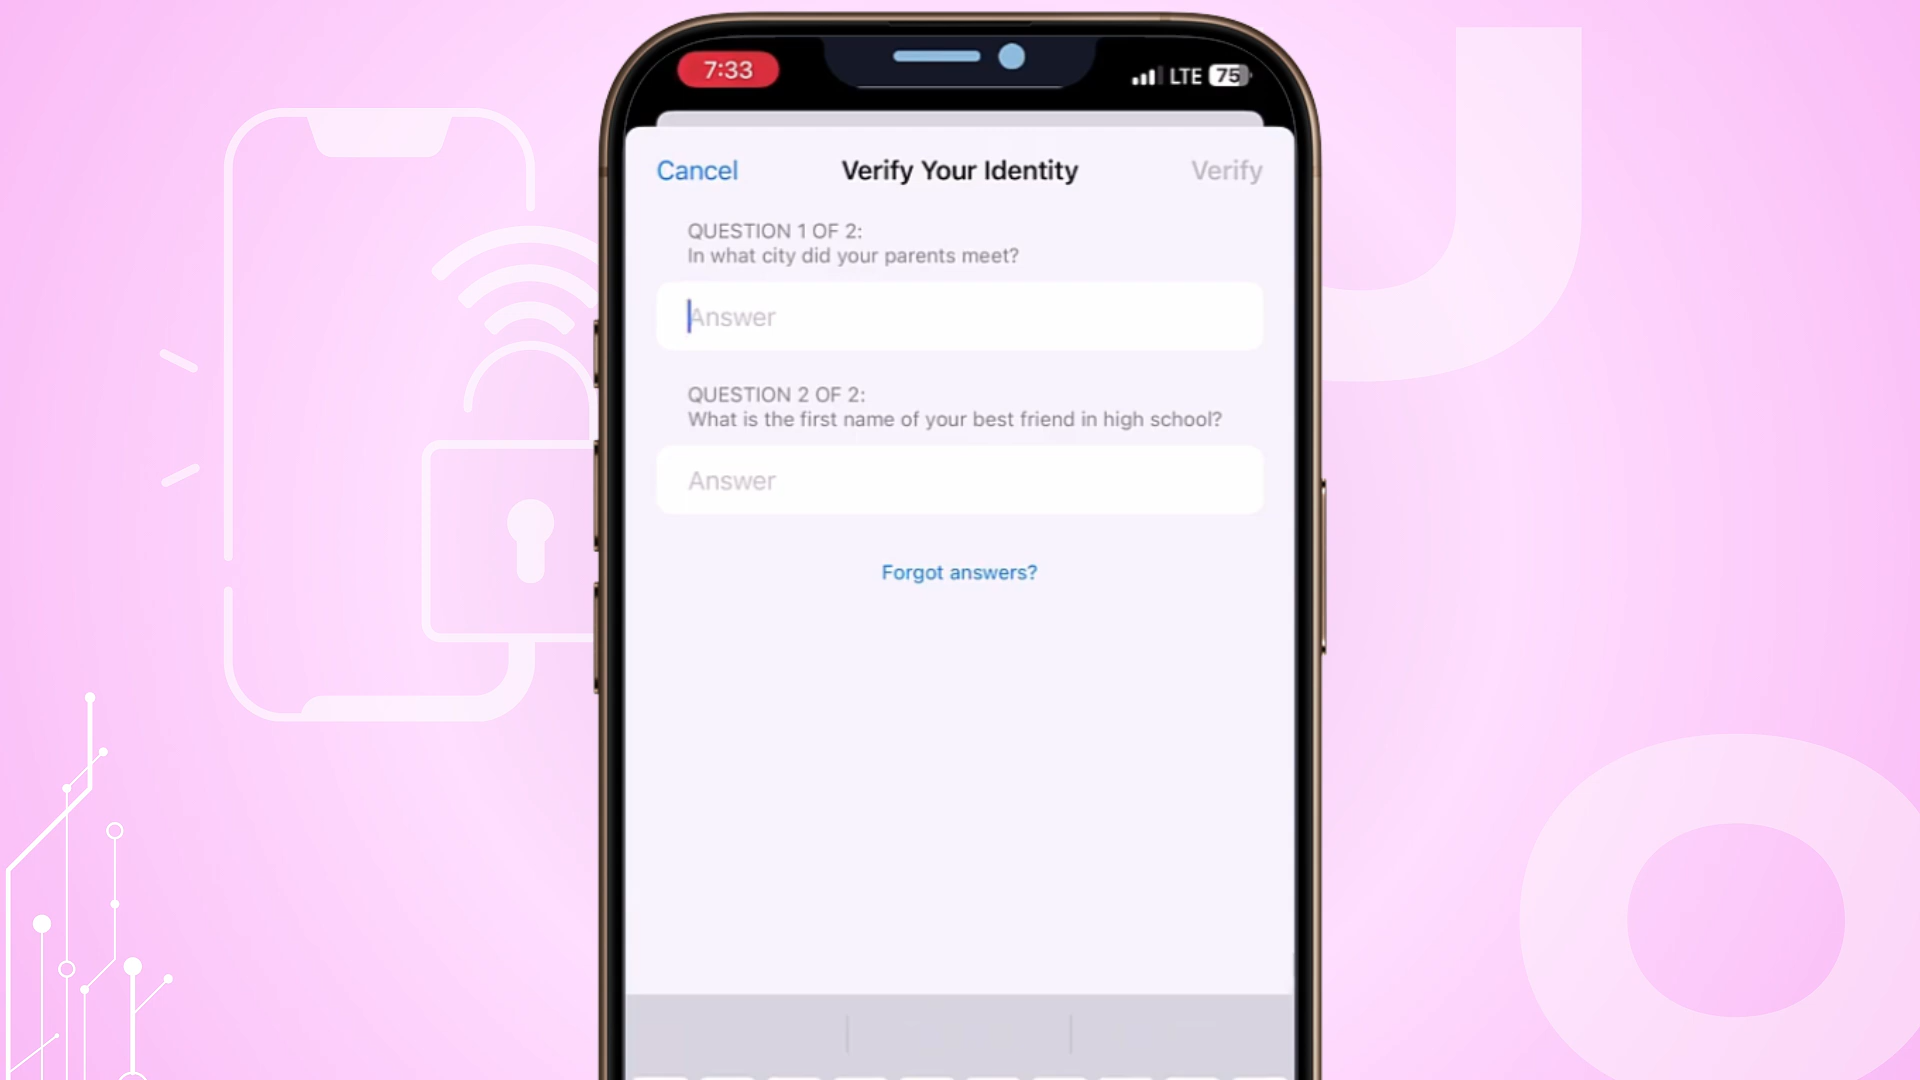 7:33
LTE 75
Cancel
Verify Your Identity
Verify
QUESTION 1 OF 2:
In what city did your parents meet?
Answer
QUESTION 2 OF 2:
What is the first name of your best friend in high school?
Answer
Forgot answers?